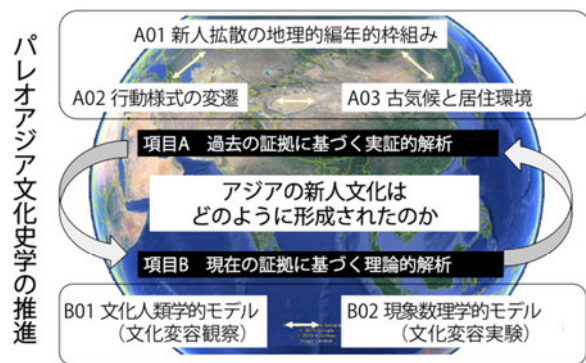 パレオアジア文化史学の推進
A01 新人拡散の地理的編年的枠組み
A02 行動様式の変遷
A03 古気候と居住環境
項目A 過去の証拠に基づく実証的解析
アジアの新人文化は
どのように形成されたのか
項目B 現在の証拠に基づく理論的解析
B01 文化人類学的モデル
（文化変容観察）
B02 現象数理学的モデル
（文化変容実験）